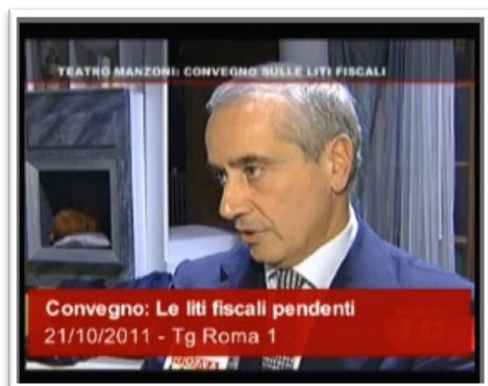 TEATRO MANZONI: CONVEGNO SULLE LITI FISCALI
Convegno: Le liti fiscali pendenti
21/10/2011 - Tg Roma 1